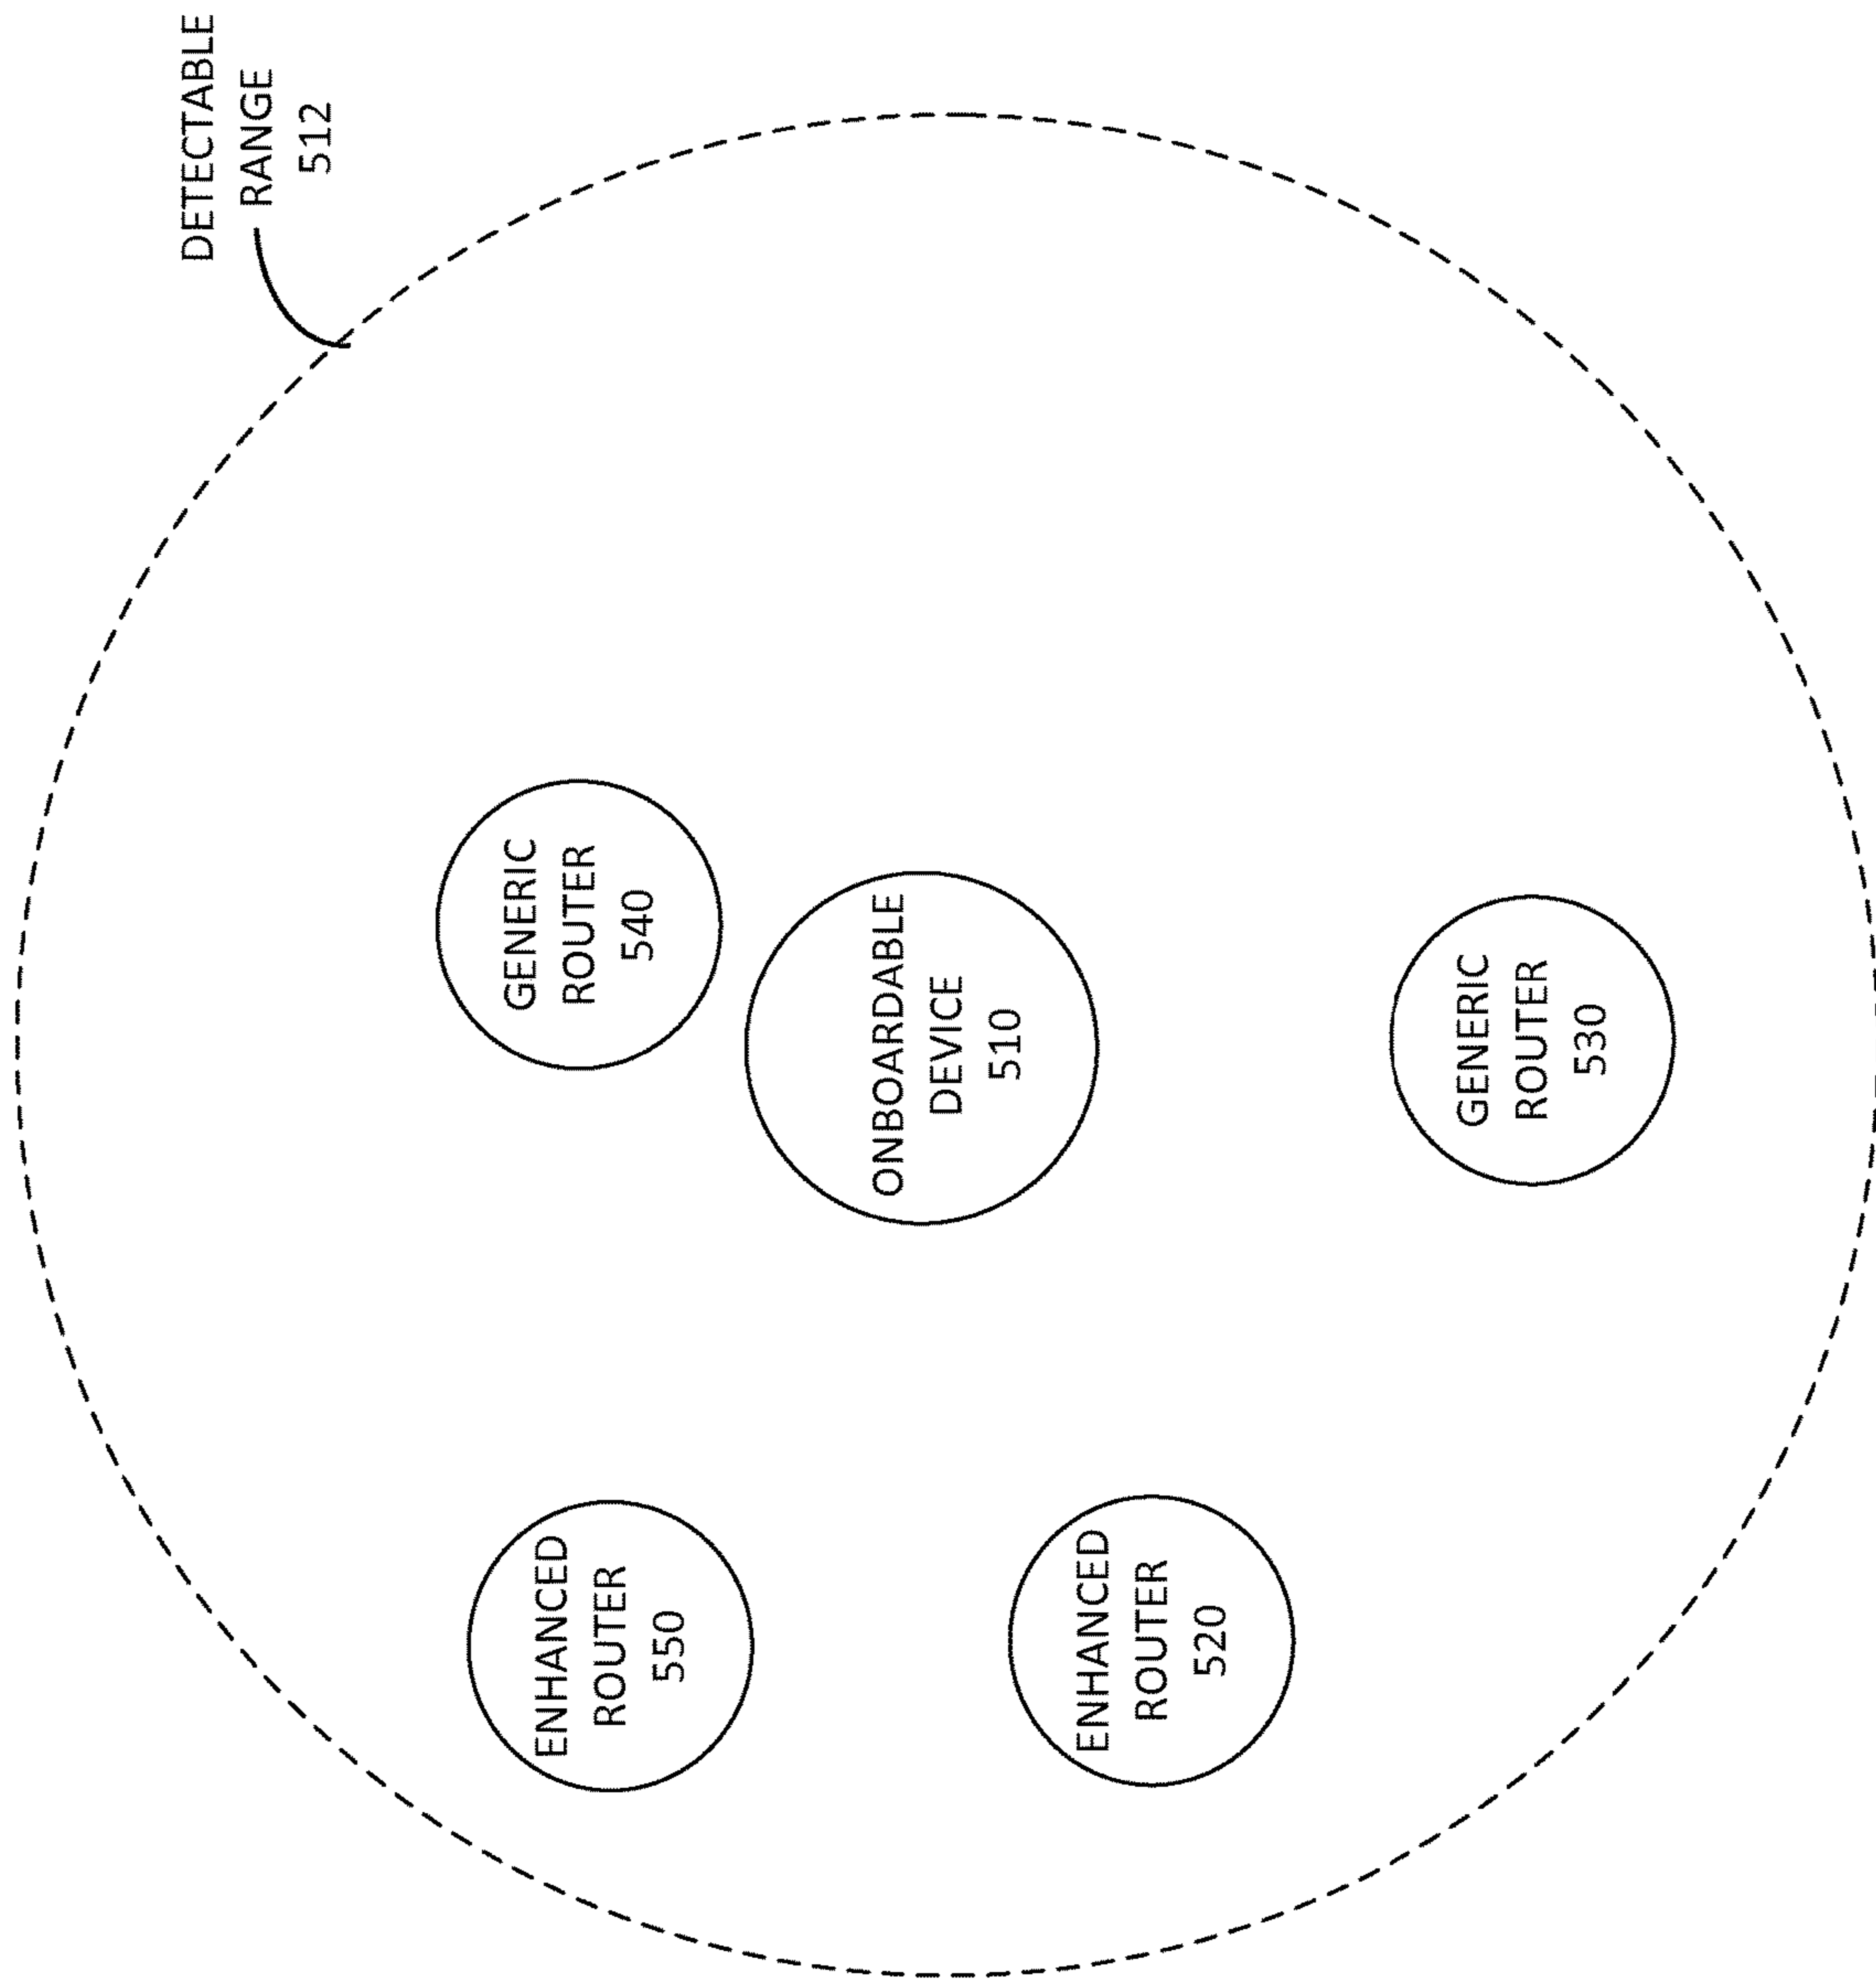 DETECTABLE
RANGE
512
GENERIC
ROUTER
540
ONBOARDABLE
DEVICE
510
GENERIC
ROUTER
530
ENHANCED
ROUTER
550
ENHANCED
ROUTER
520